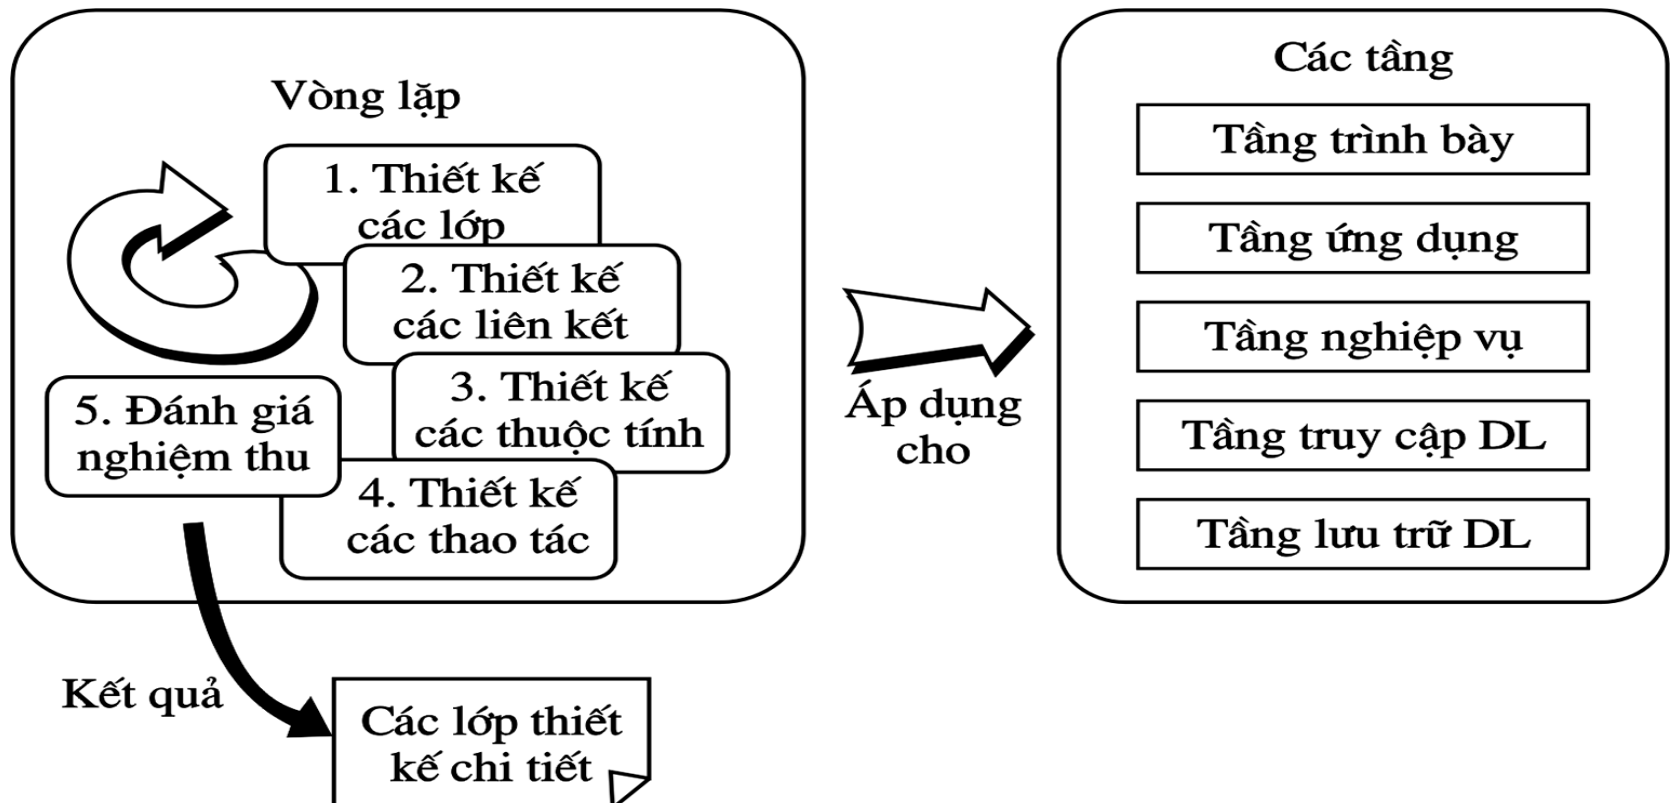 Vòng lặp
1. Thiết kế
các lớp
2. Thiết kế
các liên kết
3. Thiết kế
các thuộc tính
4. Thiết kế
các thao tác
5. Đánh giá
nghiệm thu
Kết quả
Các lớp thiết
kế chi tiết
Áp dụng
cho
Các tầng
Tầng trình bày
Tầng ứng dụng
Tầng nghiệp vụ
Tầng truy cập DL
Tầng lưu trữ DL